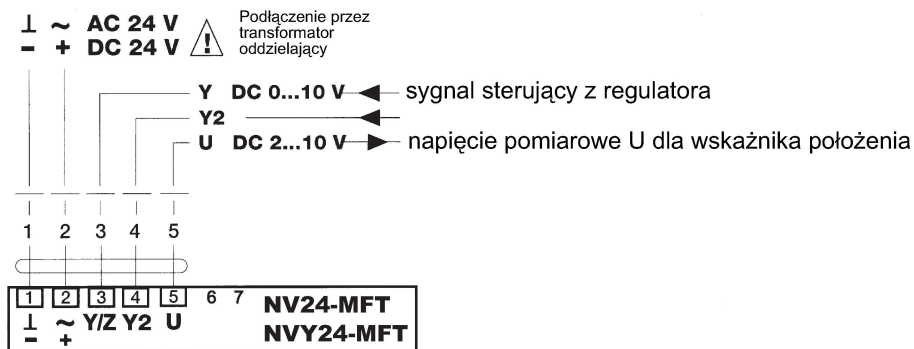 ⊥ ~ AC 24 V
– + DC 24 V
Podłączenie przez
transformator
oddzielający
Y DC 0...10 V sygnal sterujący z regulatora
Y2
U DC 2...10 V napięcie pomiarowe U dla wskażnika położenia
1 2 3 4 5
1 2 3 4 5 6 7 NV24-MFT
⊥ ~ Y/Z Y2 U NVY24-MFT
– +